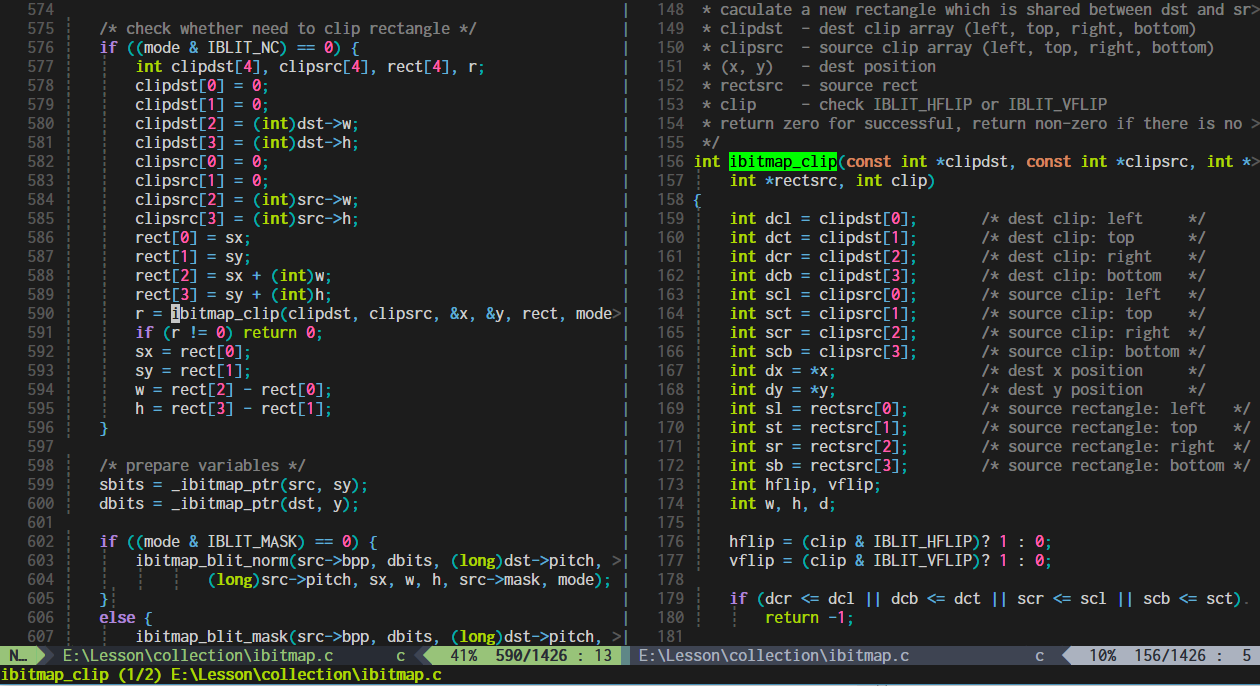 574
575 /* check whether need to clip rectangle */
576 if ((mode & IBLIT_NC) == 0) {
577 int clipdst[4], clipsrc[4], rect[4], r;
578 clipdst[0] = 0;
579 clipdst[1] = 0;
580 clipdst[2] = (int)dst->w;
581 clipdst[3] = (int)dst->h;
582 clipsrc[0] = 0;
583 clipsrc[1] = 0;
584 clipsrc[2] = (int)src->w;
585 clipsrc[3] = (int)src->h;
586 rect[0] = sx;
587 rect[1] = sy;
588 rect[2] = sx + (int)w;
589 rect[3] = sy + (int)h;
590 r = ibitmap_clip(clipdst, clipsrc, &x, &y, rect, mode>
591 if (r != 0) return 0;
592 sx = rect[0];
593 sy = rect[1];
594 w = rect[2] - rect[0];
595 h = rect[3] - rect[1];
596 }
597
598 /* prepare variables */
599 sbits = _ibitmap_ptr(src, sy);
600 dbits = _ibitmap_ptr(dst, y);
601
602 if ((mode & IBLIT_MASK) == 0) {
603 ibitmap_blit_norm(src->bpp, dbits, (long)dst->pitch, >
604 (long)src->pitch, sx, w, h, src->mask, mode);
605 }
606 else {
607 ibitmap_blit_mask(src->bpp, dbits, (long)dst->pitch, >
N… E:\Lesson\collection\ibitmap.c c 41% 590/1426 : 13
148 * caculate a new rectangle which is shared between dst and sr>
149 * clipdst - dest clip array (left, top, right, bottom)
150 * clipsrc - source clip array (left, top, right, bottom)
151 * (x, y) - dest position
152 * rectsrc - source rect
153 * clip - check IBLIT_HFLIP or IBLIT_VFLIP
154 * return zero for successful, return non-zero if there is no >
155 */
156 int ibitmap_clip(const int *clipdst, const int *clipsrc, int *>
157 int *rectsrc, int clip)
158 {
159 int dcl = clipdst[0]; /* dest clip: left */
160 int dct = clipdst[1]; /* dest clip: top */
161 int dcr = clipdst[2]; /* dest clip: right */
162 int dcb = clipdst[3]; /* dest clip: bottom */
163 int scl = clipsrc[0]; /* source clip: left */
164 int sct = clipsrc[1]; /* source clip: top */
165 int scr = clipsrc[2]; /* source clip: right */
166 int scb = clipsrc[3]; /* source clip: bottom */
167 int dx = *x; /* dest x position */
168 int dy = *y; /* dest y position */
169 int sl = rectsrc[0]; /* source rectangle: left */
170 int st = rectsrc[1]; /* source rectangle: top */
171 int sr = rectsrc[2]; /* source rectangle: right */
172 int sb = rectsrc[3]; /* source rectangle: bottom */
173 int hflip, vflip;
174 int w, h, d;
175
176 hflip = (clip & IBLIT_HFLIP)? 1 : 0;
177 vflip = (clip & IBLIT_VFLIP)? 1 : 0;
178
179 if (dcr <= dcl || dcb <= dct || scr <= scl || scb <= sct)
180 return -1;
181
E:\Lesson\collection\ibitmap.c c 10% 156/1426 : 5
ibitmap_clip (1/2) E:\Lesson\collection\ibitmap.c